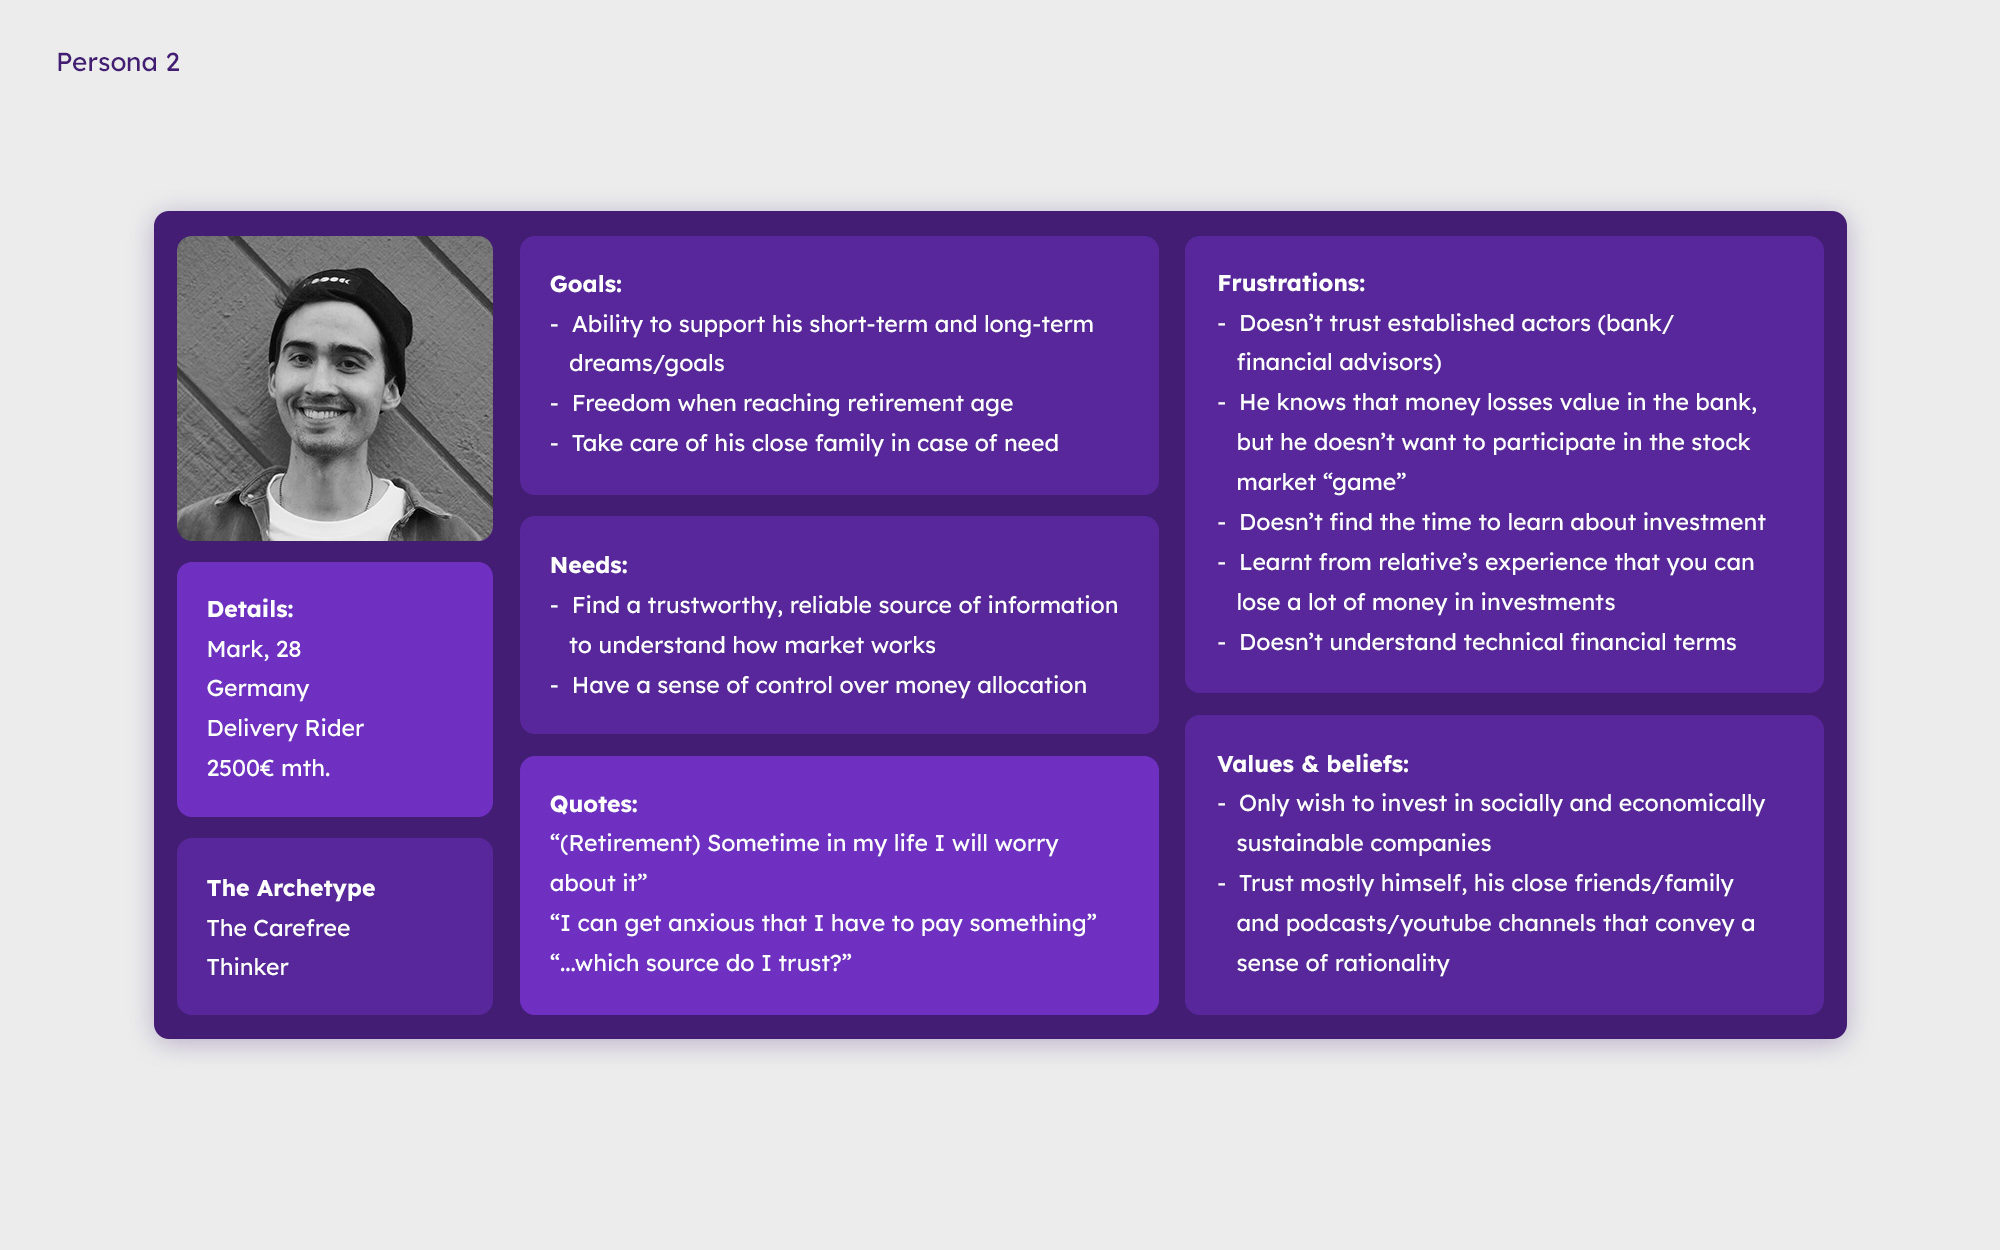 Persona 2
Details:
Mark, 28
Germany
Delivery Rider
2500€ mth.
The Archetype
The Carefree
Thinker
Goals:
- Ability to support his short-term and long-term
dreams/goals
- Freedom when reaching retirement age
- Take care of his close family in case of need
Needs:
- Find a trustworthy, reliable source of information
to understand how market works
- Have a sense of control over money allocation
Quotes:
“(Retirement) Sometime in my life I will worry
about it”
“I can get anxious that I have to pay something”
“...which source do I trust?”
Frustrations:
- Doesn’t trust established actors (bank/
financial advisors)
- He knows that money losses value in the bank,
but he doesn’t want to participate in the stock
market “game”
- Doesn’t find the time to learn about investment
- Learnt from relative’s experience that you can
lose a lot of money in investments
- Doesn’t understand technical financial terms
Values & beliefs:
- Only wish to invest in socially and economically
sustainable companies
- Trust mostly himself, his close friends/family
and podcasts/youtube channels that convey a
sense of rationality